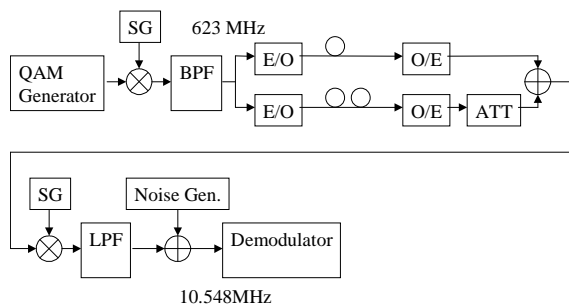 SG
623 MHz
QAM
Generator
BPF
E/O
O/E
E/O
O/E
ATT
SG
Noise Gen.
LPF
Demodulator
10.548MHz